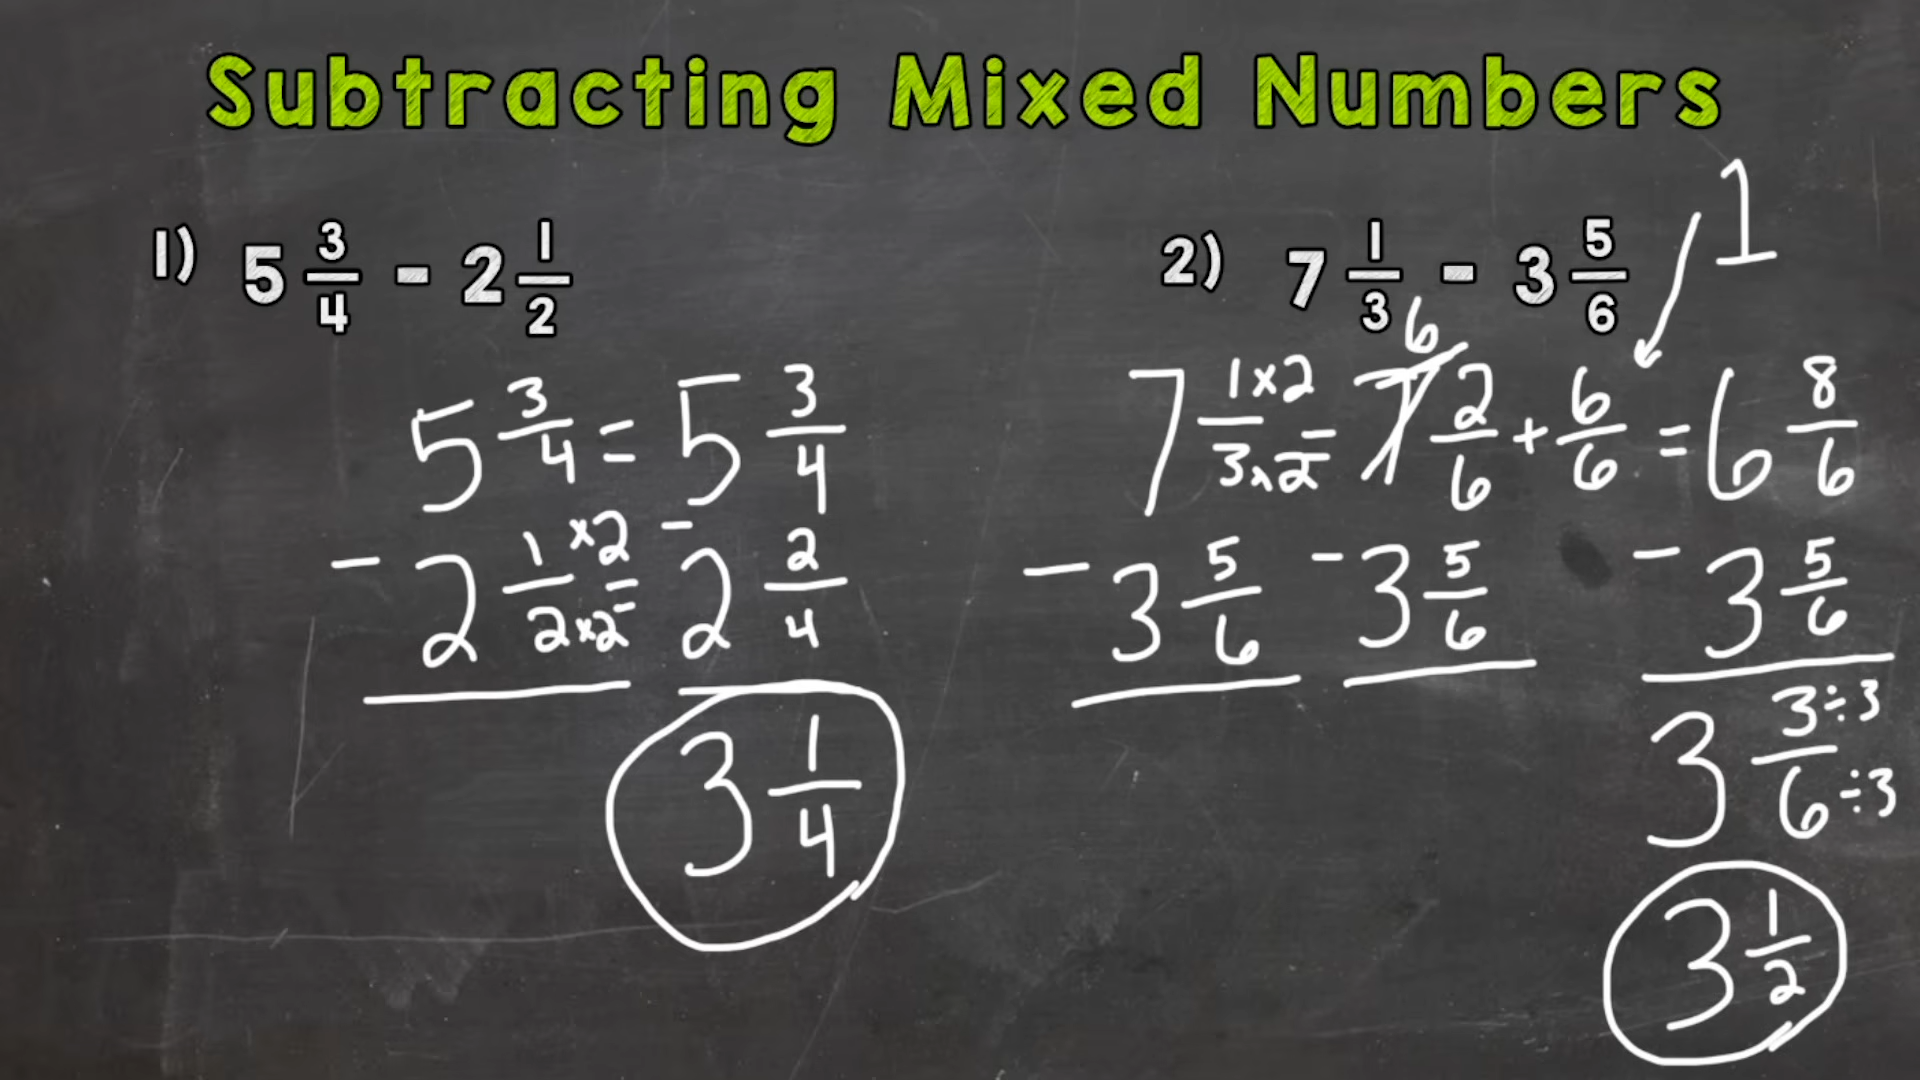 Subtracting Mixed Numbers
1) 5 3/4 - 2 1/2
5 3/4 = 5 3/4
- 2 1/2 ×2/×2 = - 2 2/4
3 1/4
2) 7 1/3 - 3 5/6
1
6
7 1×2/3×2 = 7 2/6 + 6/6 = 6 8/6
- 3 5/6 - 3 5/6 - 3 5/6
3 3÷3/6÷3
3 1/2